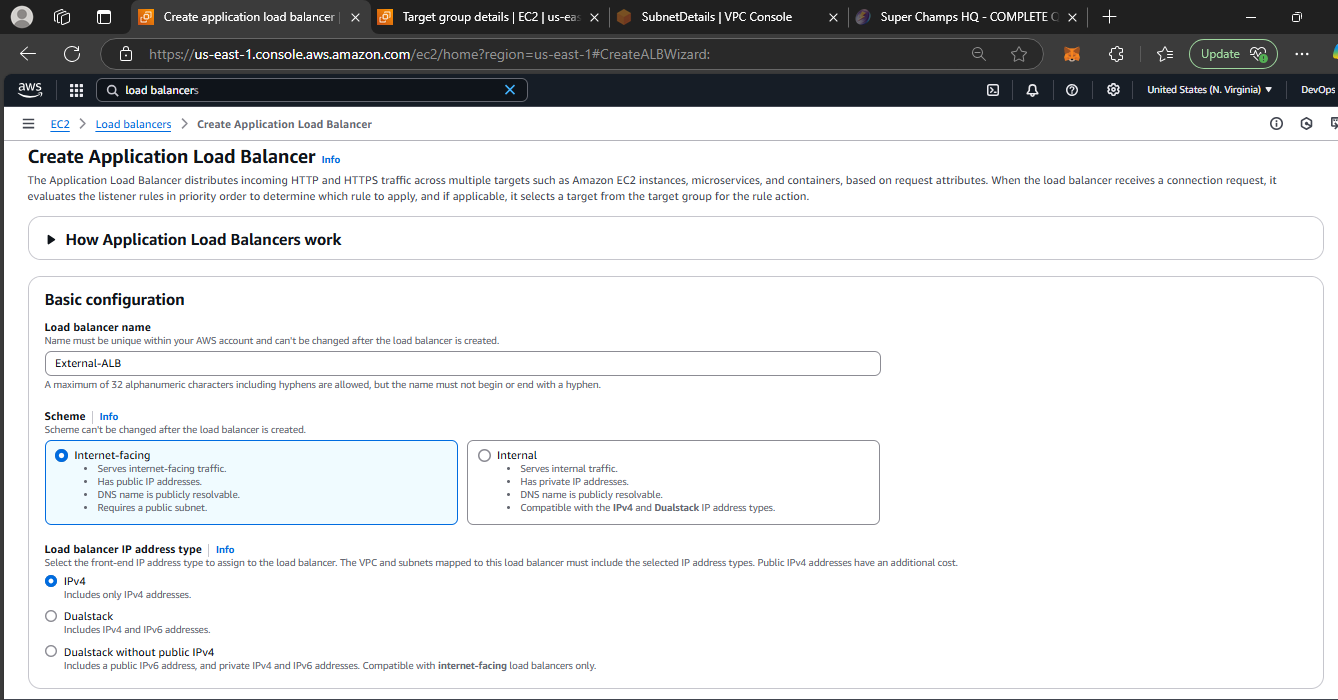 Create application load balancer |
Target group details | EC2 | us-eas
SubnetDetails | VPC Console
Super Champs HQ - COMPLETE
https://us-east-1.console.aws.amazon.com/ec2/home?region=us-east-1#CreateALBWizard:
Update
aws
load balancers
United States (N. Virginia)
DevOps
EC2
Load balancers
Create Application Load Balancer
Create Application Load Balancer Info
The Application Load Balancer distributes incoming HTTP and HTTPS traffic across multiple targets such as Amazon EC2 instances, microservices, and containers, based on request attributes. When the load balancer receives a connection request, it
evaluates the listener rules in priority order to determine which rule to apply, and if applicable, it selects a target from the target group for the rule action.
How Application Load Balancers work
Basic configuration
Load balancer name
Name must be unique within your AWS account and can't be changed after the load balancer is created.
External-ALB
A maximum of 32 alphanumeric characters including hyphens are allowed, but the name must not begin or end with a hyphen.
Scheme | Info
Scheme can't be changed after the load balancer is created.
Internet-facing
• Serves internet-facing traffic.
• Has public IP addresses.
• DNS name is publicly resolvable.
• Requires a public subnet.
Internal
• Serves internal traffic.
• Has private IP addresses.
• DNS name is publicly resolvable.
• Compatible with the IPv4 and Dualstack IP address types.
Load balancer IP address type | Info
Select the front-end IP address type to assign to the load balancer. The VPC and subnets mapped to this load balancer must include the selected IP address types. Public IPv4 addresses have an additional cost.
IPv4
Includes only IPv4 addresses.
Dualstack
Includes IPv4 and IPv6 addresses.
Dualstack without public IPv4
Includes a public IPv6 address, and private IPv4 and IPv6 addresses. Compatible with internet-facing load balancers only.